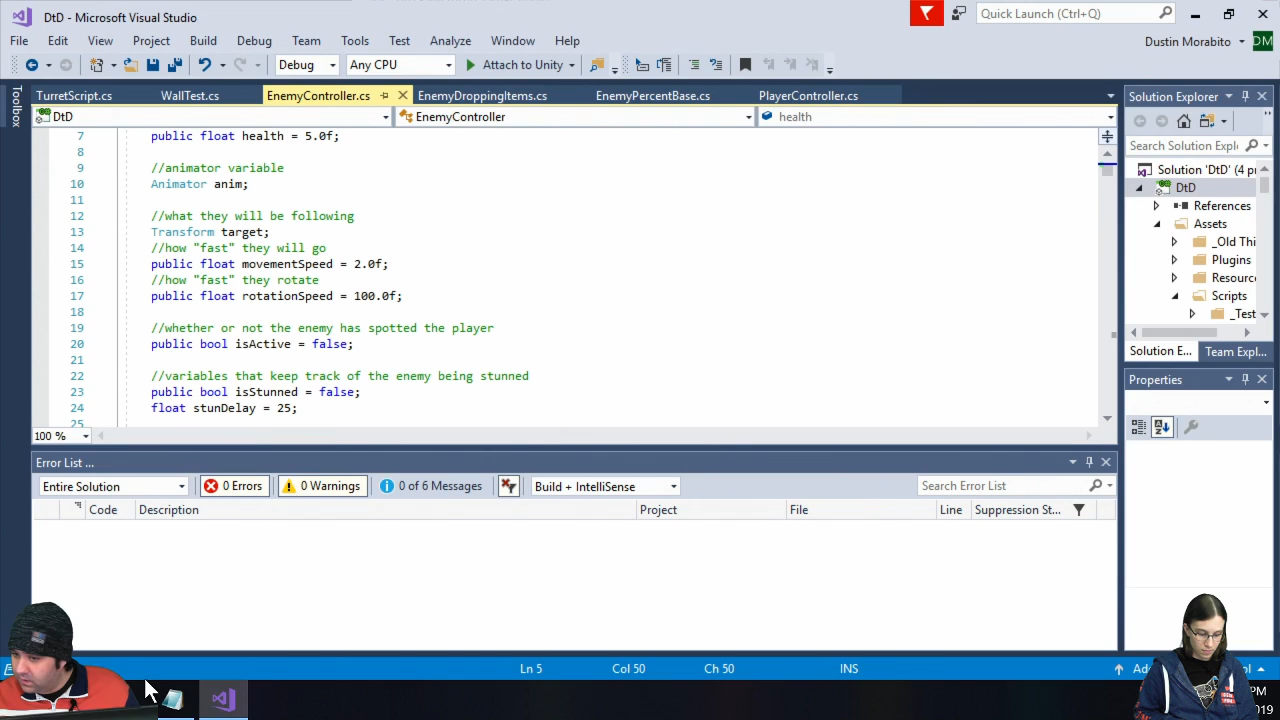 DtD - Microsoft Visual Studio
Quick Launch (Ctrl+Q)
File Edit View Project Build Debug Team Tools Test Analyze Window Help
Dustin Morabito DM
Debug Any CPU Attach to Unity
Toolbox
TurretScript.cs WallTest.cs EnemyController.cs EnemyDroppingItems.cs EnemyPercentBase.cs PlayerController.cs
DtD EnemyController health
7 public float health = 5.0f;
8
9 //animator variable
10 Animator anim;
11
12 //what they will be following
13 Transform target;
14 //how "fast" they will go
15 public float movementSpeed = 2.0f;
16 //how "fast" they rotate
17 public float rotationSpeed = 100.0f;
18
19 //whether or not the enemy has spotted the player
20 public bool isActive = false;
21
22 //variables that keep track of the enemy being stunned
23 public bool isStunned = false;
24 float stunDelay = 25;
25
100 %
Error List ...
Entire Solution 0 Errors 0 Warnings 0 of 6 Messages Build + IntelliSense Search Error List
Code Description Project File Line Suppression St...
Ln 5 Col 50 Ch 50 INS
Solution Explorer
Search Solution Explo
Solution 'DtD' (4 pr
DtD
References
Assets
_Old Thi
Plugins
Resource
Scripts
_Test
Solution E... Team Expl...
Properties
PM
2019